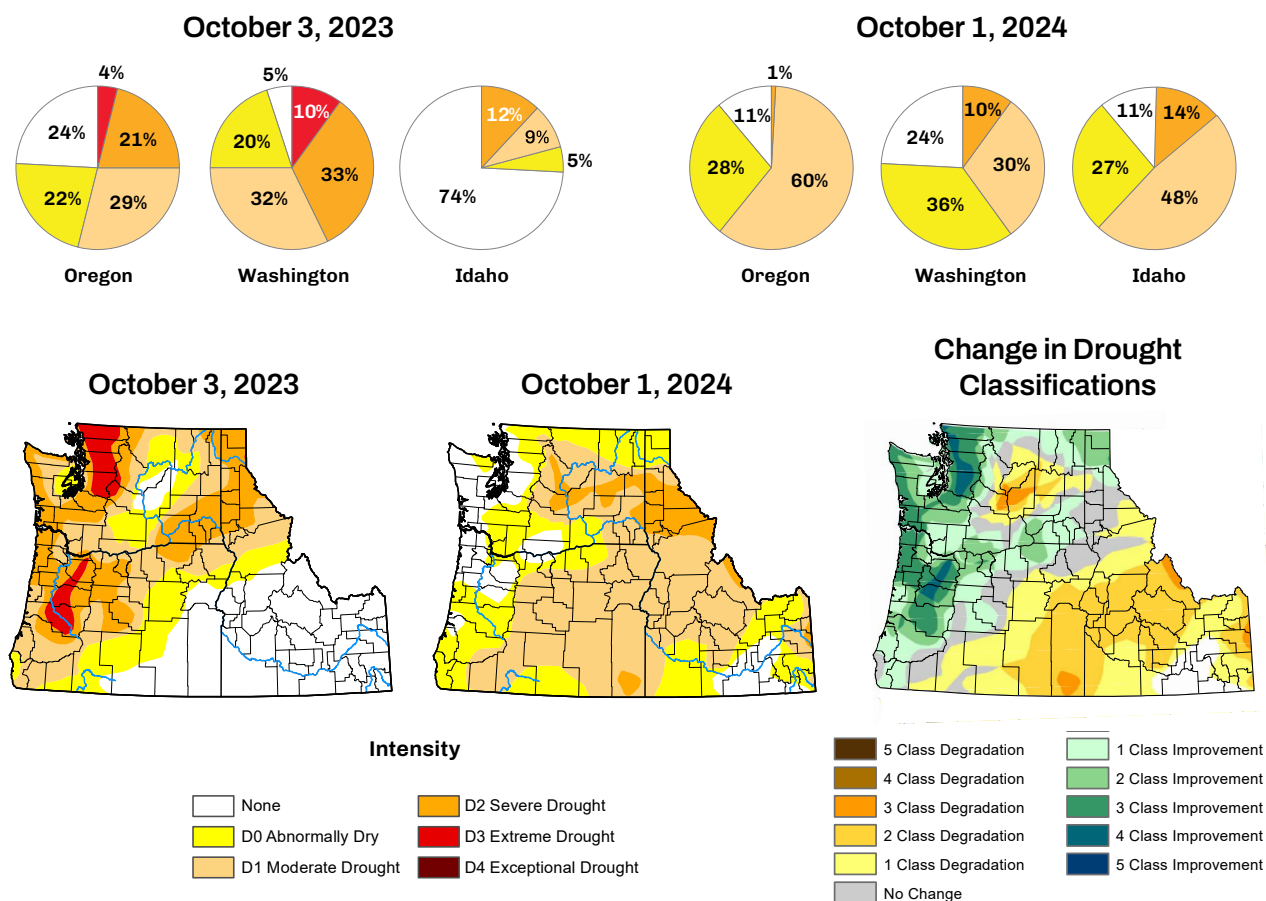 October 3, 2023
October 1, 2024
4%
24%
21%
22%
29%
Oregon
5%
10%
20%
33%
32%
Washington
12%
9%
5%
74%
Idaho
1%
11%
28%
60%
Oregon
10%
24%
30%
36%
Washington
11%
14%
27%
48%
Idaho
October 3, 2023
October 1, 2024
Change in Drought
Classifications
Intensity
None
D0 Abnormally Dry
D1 Moderate Drought
D2 Severe Drought
D3 Extreme Drought
D4 Exceptional Drought
5 Class Degradation
4 Class Degradation
3 Class Degradation
2 Class Degradation
1 Class Degradation
No Change
1 Class Improvement
2 Class Improvement
3 Class Improvement
4 Class Improvement
5 Class Improvement